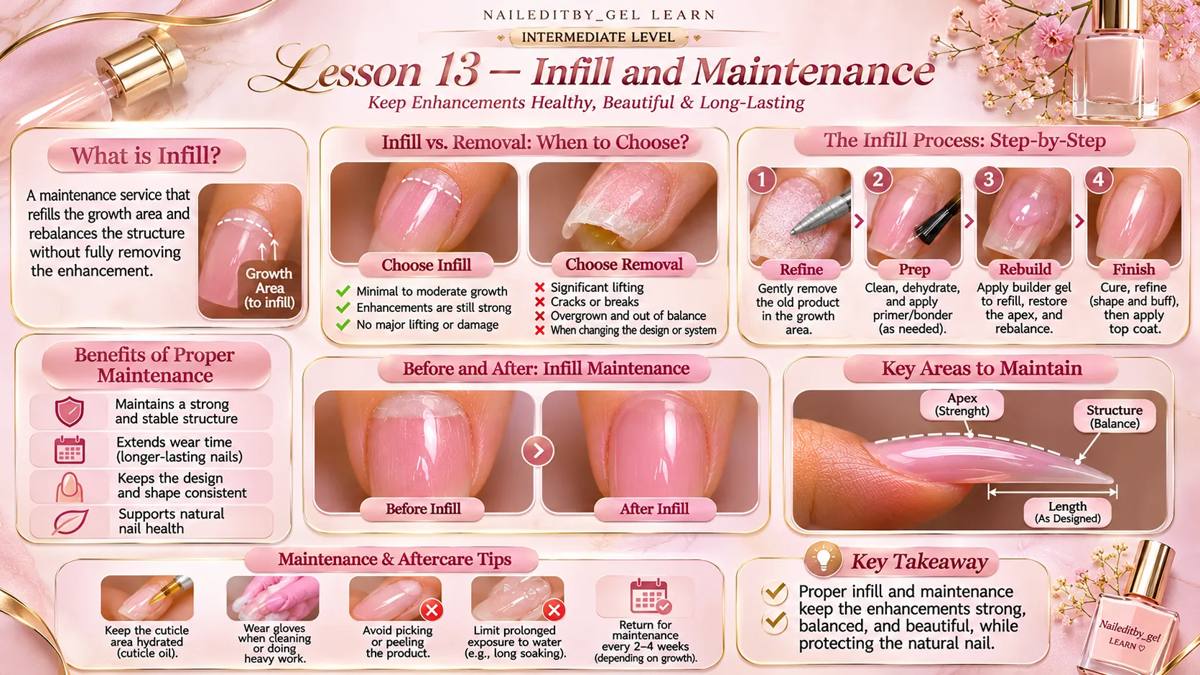 NAILEDITBY_GEL LEARN
INTERMEDIATE LEVEL
Lesson 13 — Infill and Maintenance
Keep Enhancements Healthy, Beautiful & Long-Lasting
What is Infill?
A maintenance service that
refills the growth area and
rebalances the structure
without fully removing
the enhancement.
Growth
Area
(to infill)
Infill vs. Removal: When to Choose?
Choose Infill
Minimal to moderate growth
Enhancements are still strong
No major lifting or damage
Choose Removal
Significant lifting
Cracks or breaks
Overgrown and out of balance
When changing the design or system
The Infill Process: Step-by-Step
1
Refine
Gently remove
the old product
in the growth
area.
2
Prep
Clean, dehydrate,
and apply
primer/bonder
(as needed).
3
Rebuild
Apply builder gel
to refill, restore
the apex, and
rebalance.
4
Finish
Cure, refine
(shape and buff),
then apply
top coat.
Benefits of Proper
Maintenance
Maintains a strong
and stable structure
Extends wear time
(longer-lasting nails)
Keeps the design
and shape consistent
Supports natural
nail health
Before and After: Infill Maintenance
Before Infill
After Infill
Key Areas to Maintain
Apex
(Strenght)
Structure
(Balance)
Length
(As Designed)
Maintenance & Aftercare Tips
Keep the cuticle
area hydrated
(cuticle oil).
Wear gloves
when cleaning
or doing
heavy work.
Avoid picking
or peeling
the product.
Limit prolonged
exposure to water
(e.g., long soaking).
Return for
maintenance
every 2–4 weeks
(depending on growth).
Key Takeaway
Proper infill and maintenance
keep the enhancements strong,
balanced, and beautiful, while
protecting the natural nail.
Naileditby_gel
LEARN ♡